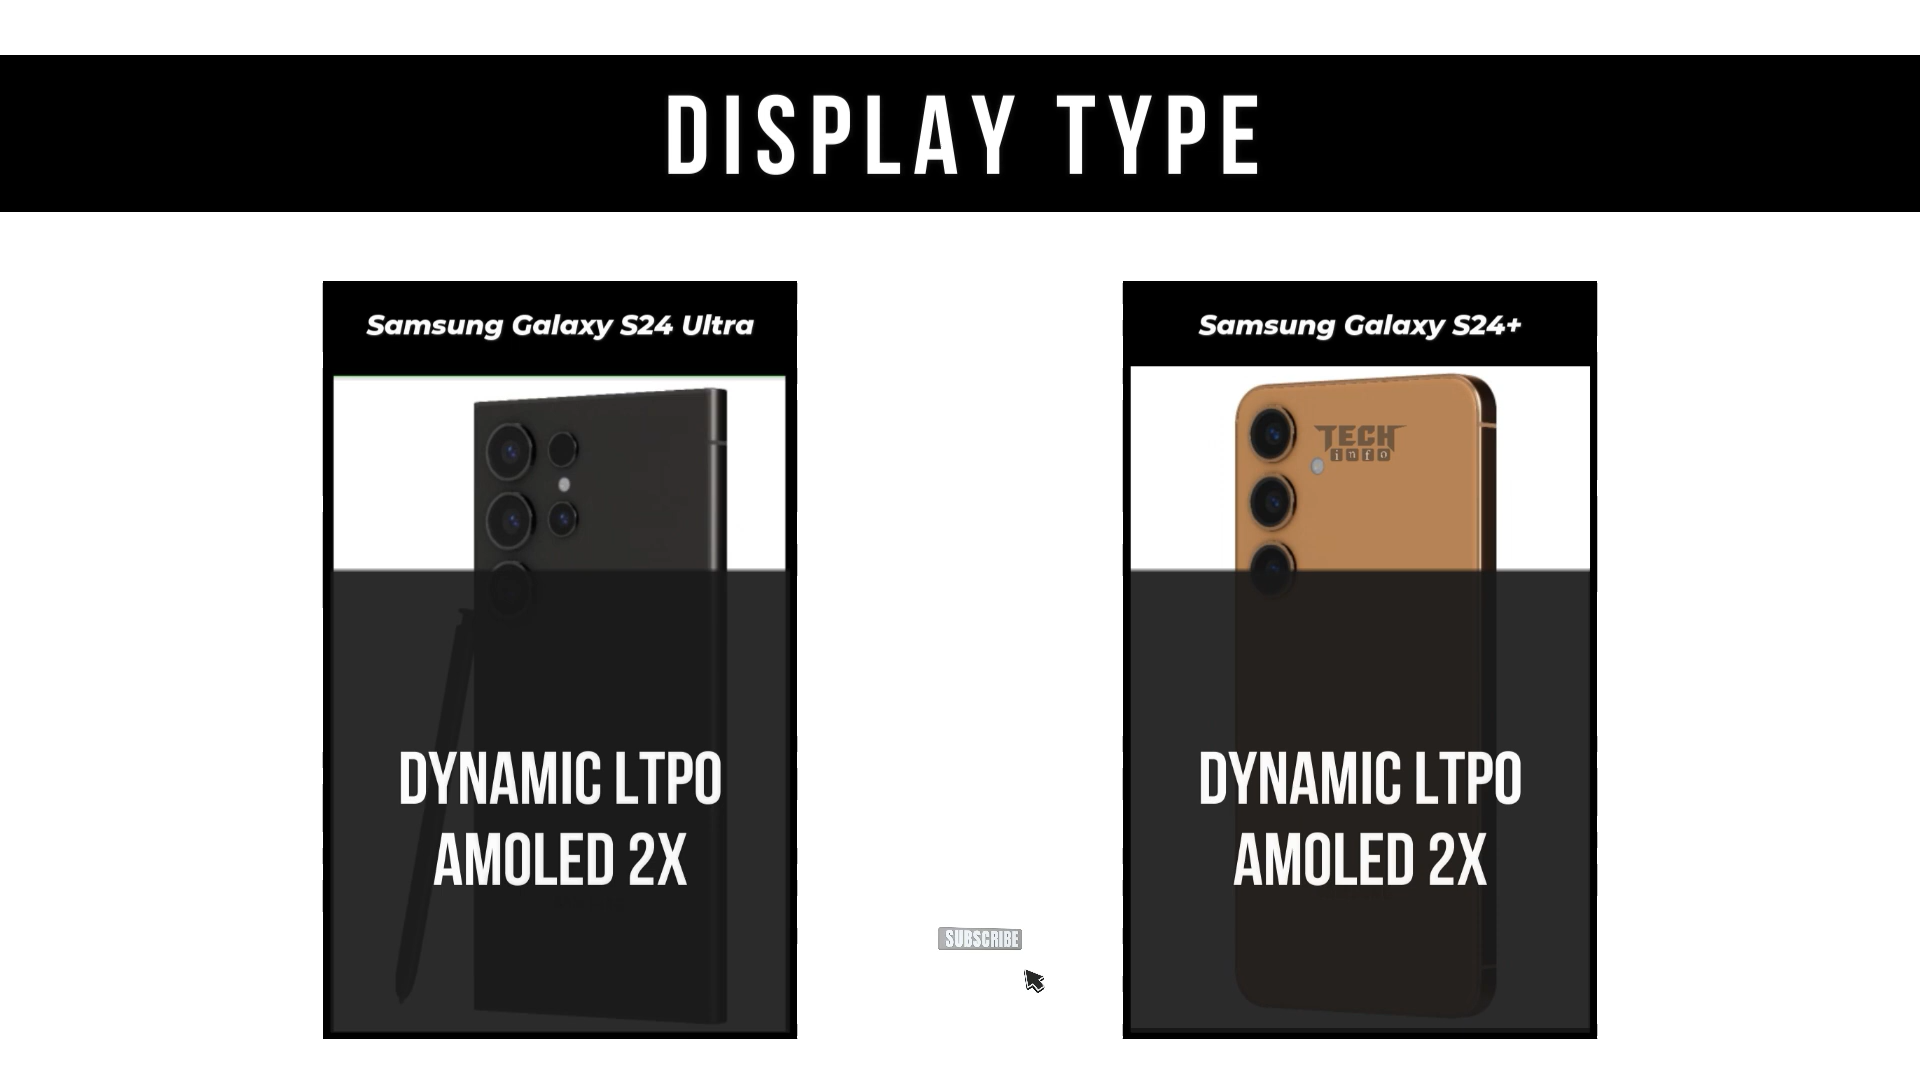 DISPLAY TYPE
Samsung Galaxy S24 Ultra
Samsung Galaxy S24+
TECH
info
DYNAMIC LTPO
AMOLED 2X
DYNAMIC LTPO
AMOLED 2X
SUBSCRIBE